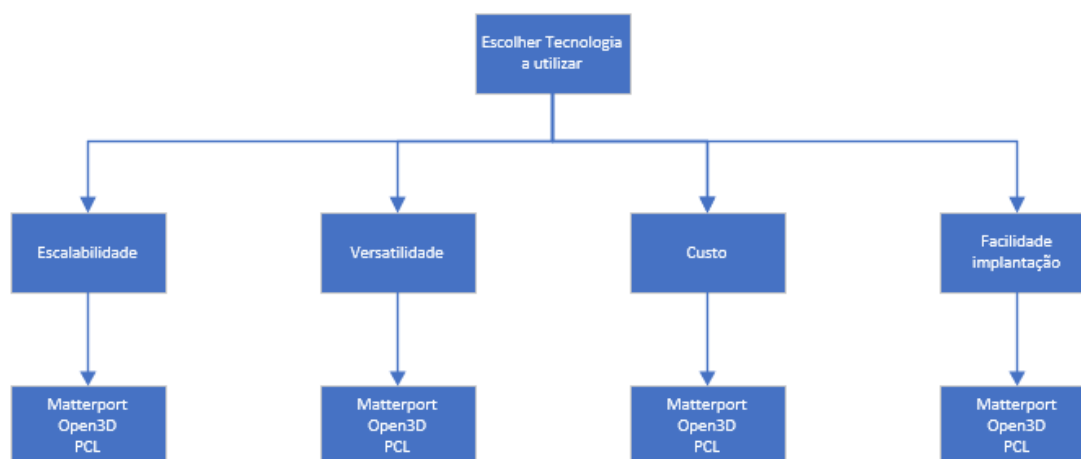 Escolher Tecnologia
a utilizar
Escalabilidade
Versatilidade
Custo
Facilidade
implantação
Matterport
Open3D
PCL
Matterport
Open3D
PCL
Matterport
Open3D
PCL
Matterport
Open3D
PCL